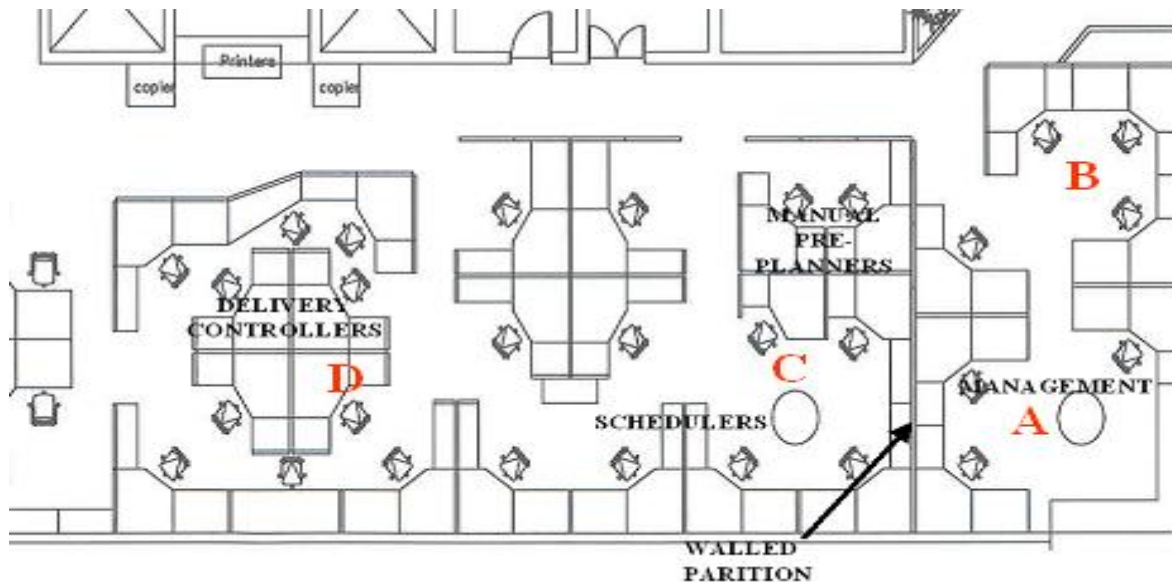 Printers
copier
copier
B
MANUAL
PRE-
PLANNERS
DELIVERY
CONTROLLERS
D
C
MANAGEMENT
A
SCHEDULERS
WALLED
PARITION